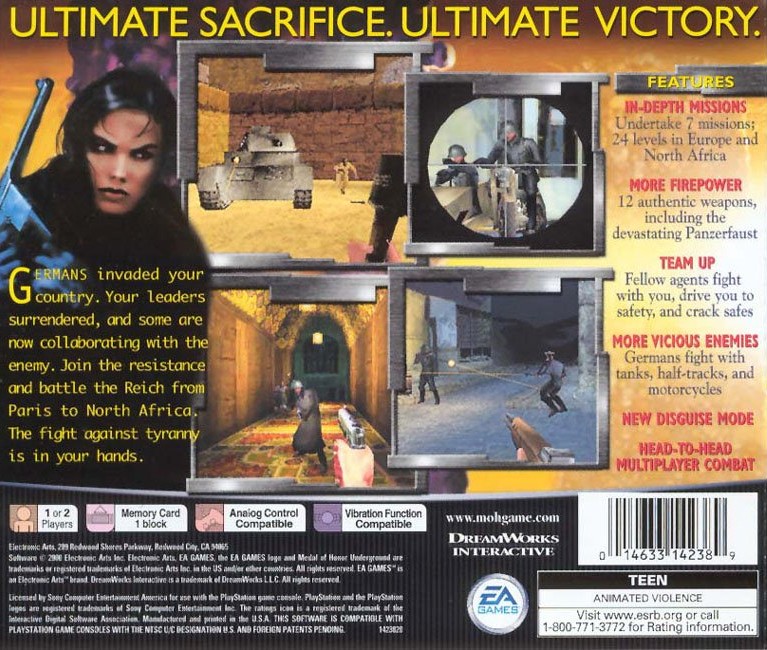 ULTIMATE SACRIFICE. ULTIMATE VICTORY.
GERMANS invaded your
country. Your leaders
surrendered, and some are
now collaborating with the
enemy. Join the resistance
and battle the Reich from
Paris to North Africa.
The fight against tyranny
is in your hands.
FEATURES
IN-DEPTH MISSIONS
Undertake 7 missions;
24 levels in Europe and
North Africa
MORE FIREPOWER
12 authentic weapons,
including the
devastating Panzerfaust
TEAM UP
Fellow agents fight
with you, drive you to
safety, and crack safes
MORE VICIOUS ENEMIES
Germans fight with
tanks, half-tracks, and
motorcycles
NEW DISGUISE MODE
HEAD-TO-HEAD
MULTIPLAYER COMBAT
1 or 2
Players
Memory Card
1 block
Analog Control
Compatible
Vibration Function
Compatible
Electronic Arts, 209 Redwood Shores Parkway, Redwood City, CA 94065
Software © 2000 Electronic Arts Inc. Electronic Arts, EA GAMES, the EA GAMES logo and Medal of Honor Underground are
trademarks or registered trademarks of Electronic Arts Inc. in the US and/or other countries. All rights reserved. EA GAMES™ is
an Electronic Arts™ brand. DreamWorks Interactive is a trademark of DreamWorks L.L.C. All rights reserved.
Licensed by Sony Computer Entertainment America for use with the PlayStation game console. PlayStation and the PlayStation
logos are registered trademarks of Sony Computer Entertainment Inc. The ratings icon is a registered trademark of the
Interactive Digital Software Association. Manufactured and printed in the U.S.A. THIS SOFTWARE IS COMPATIBLE WITH
PLAYSTATION GAME CONSOLES WITH THE NTSC U/C DESIGNATION U.S. AND FOREIGN PATENTS PENDING. 1423820
www.mohgame.com
DREAMWORKS
INTERACTIVE
EA
GAMES
0 14633 14238 9
TEEN
ANIMATED VIOLENCE
Visit www.esrb.org or call
1-800-771-3772 for Rating information.